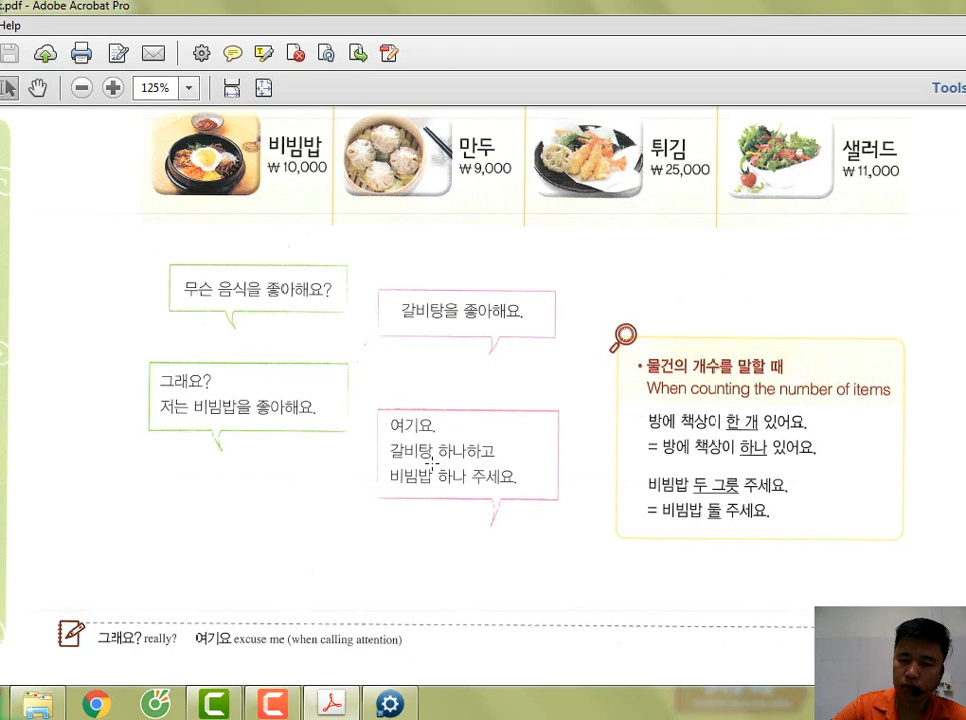 k.pdf - Adobe Acrobat Pro
Help
125%
Tools
비빔밥
₩ 10,000
만두
₩ 9,000
튀김
₩ 25,000
샐러드
₩ 11,000
무슨 음식을 좋아해요?
갈비탕을 좋아해요.
그래요?
저는 비빔밥을 좋아해요.
여기요.
갈비탕 하나하고
비빔밥 하나 주세요.
• 물건의 개수를 말할 때
When counting the number of items
방에 책상이 한 개 있어요.
= 방에 책상이 하나 있어요.
비빔밥 두 그릇 주세요.
= 비빔밥 둘 주세요.
그래요? really? 여기요 excuse me (when calling attention)